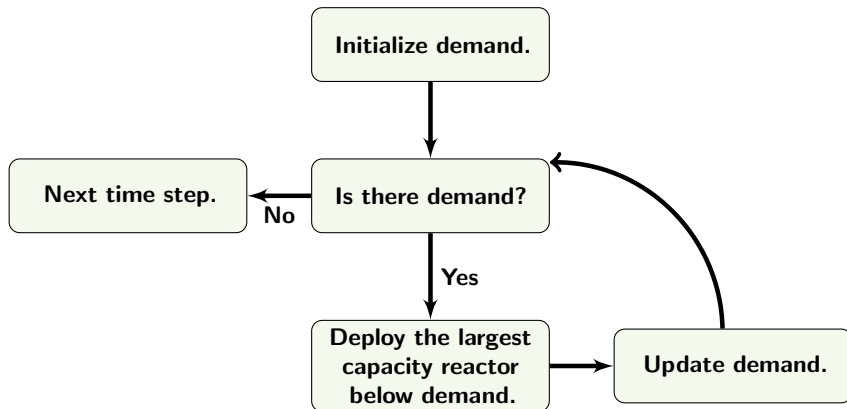 Initialize demand.
Next time step.
No
Is there demand?
Yes
Deploy the largest
capacity reactor
below demand.
Update demand.